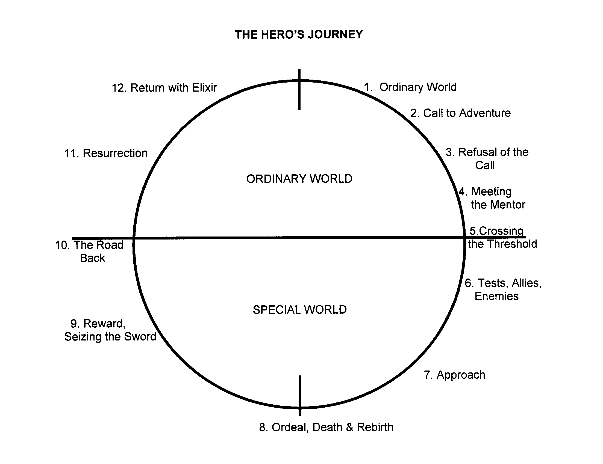 THE HERO'S JOURNEY
1. Ordinary World
2. Call to Adventure
3. Refusal of the
Call
4. Meeting
the Mentor
5.Crossing
the Threshold
6. Tests, Allies,
Enemies
7. Approach
8. Ordeal, Death & Rebirth
9. Reward,
Seizing the Sword
10. The Road
Back
11. Resurrection
12. Return with Elixir
ORDINARY WORLD
SPECIAL WORLD